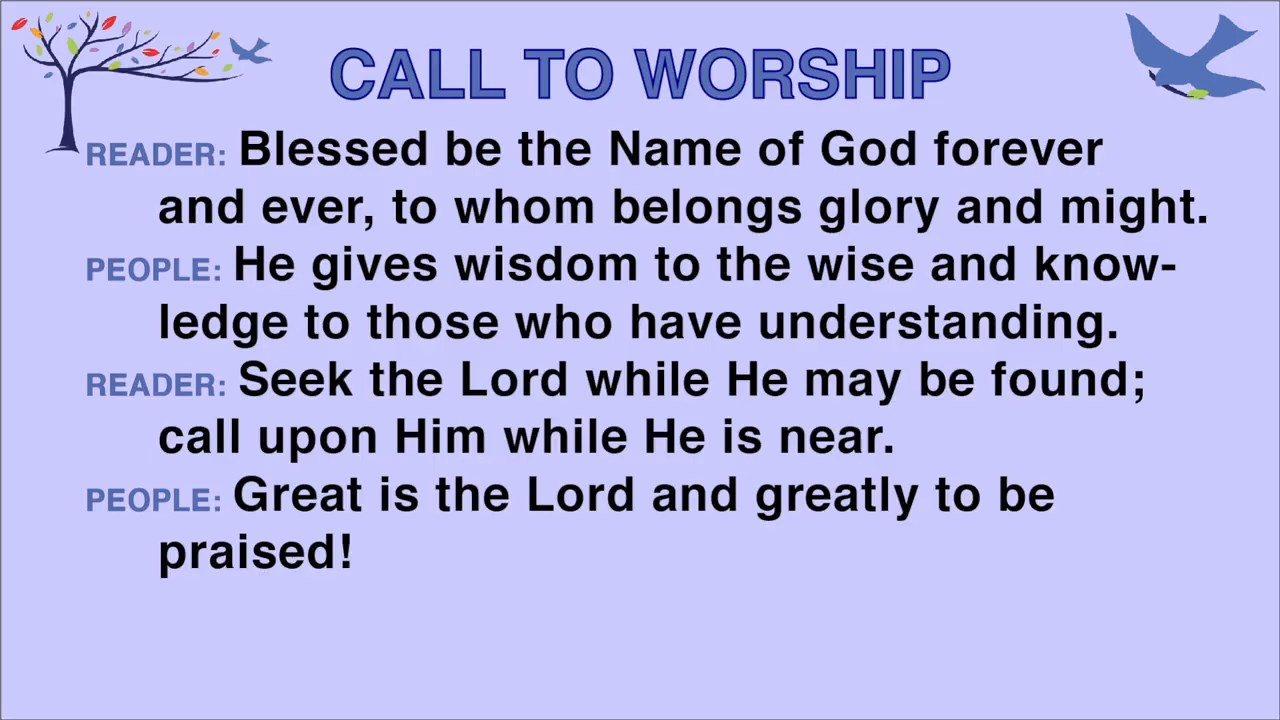 CALL TO WORSHIP
READER: Blessed be the Name of God forever
and ever, to whom belongs glory and might.
PEOPLE: He gives wisdom to the wise and know-
ledge to those who have understanding.
READER: Seek the Lord while He may be found;
call upon Him while He is near.
PEOPLE: Great is the Lord and greatly to be
praised!